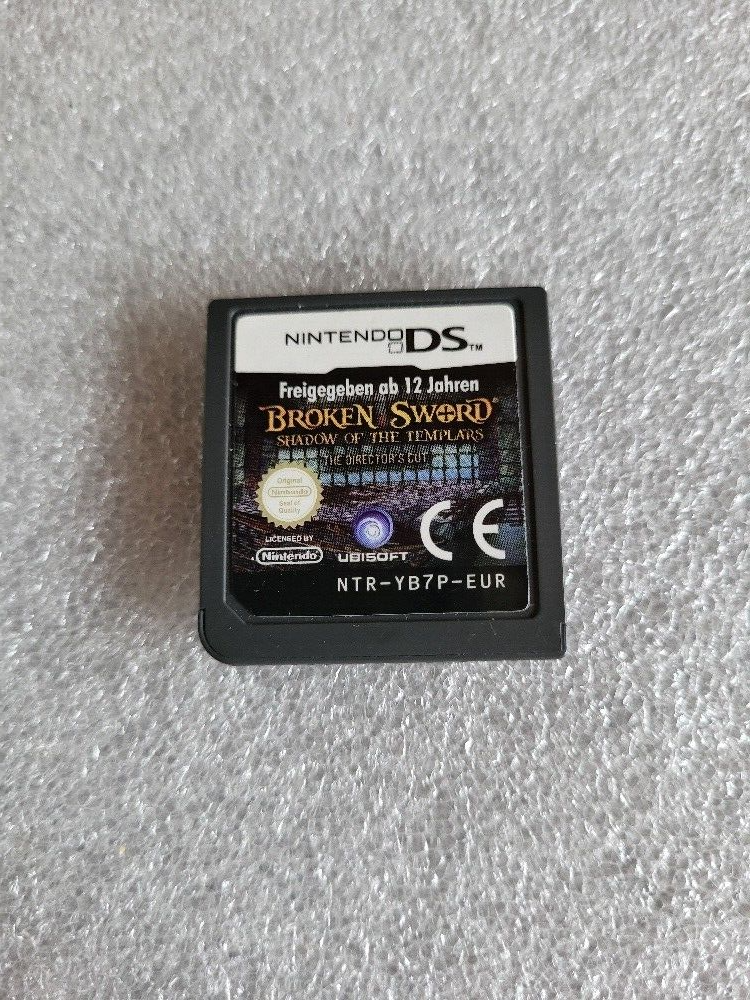 NINTENDO DS™
Freigegeben ab 12 Jahren
BROKEN SWORD®
SHADOW OF THE TEMPLARS
THE DIRECTOR'S CUT
Original
Nintendo
Seal of
Quality
LICENSED BY
Nintendo
UBISOFT
CE
NTR-YB7P-EUR